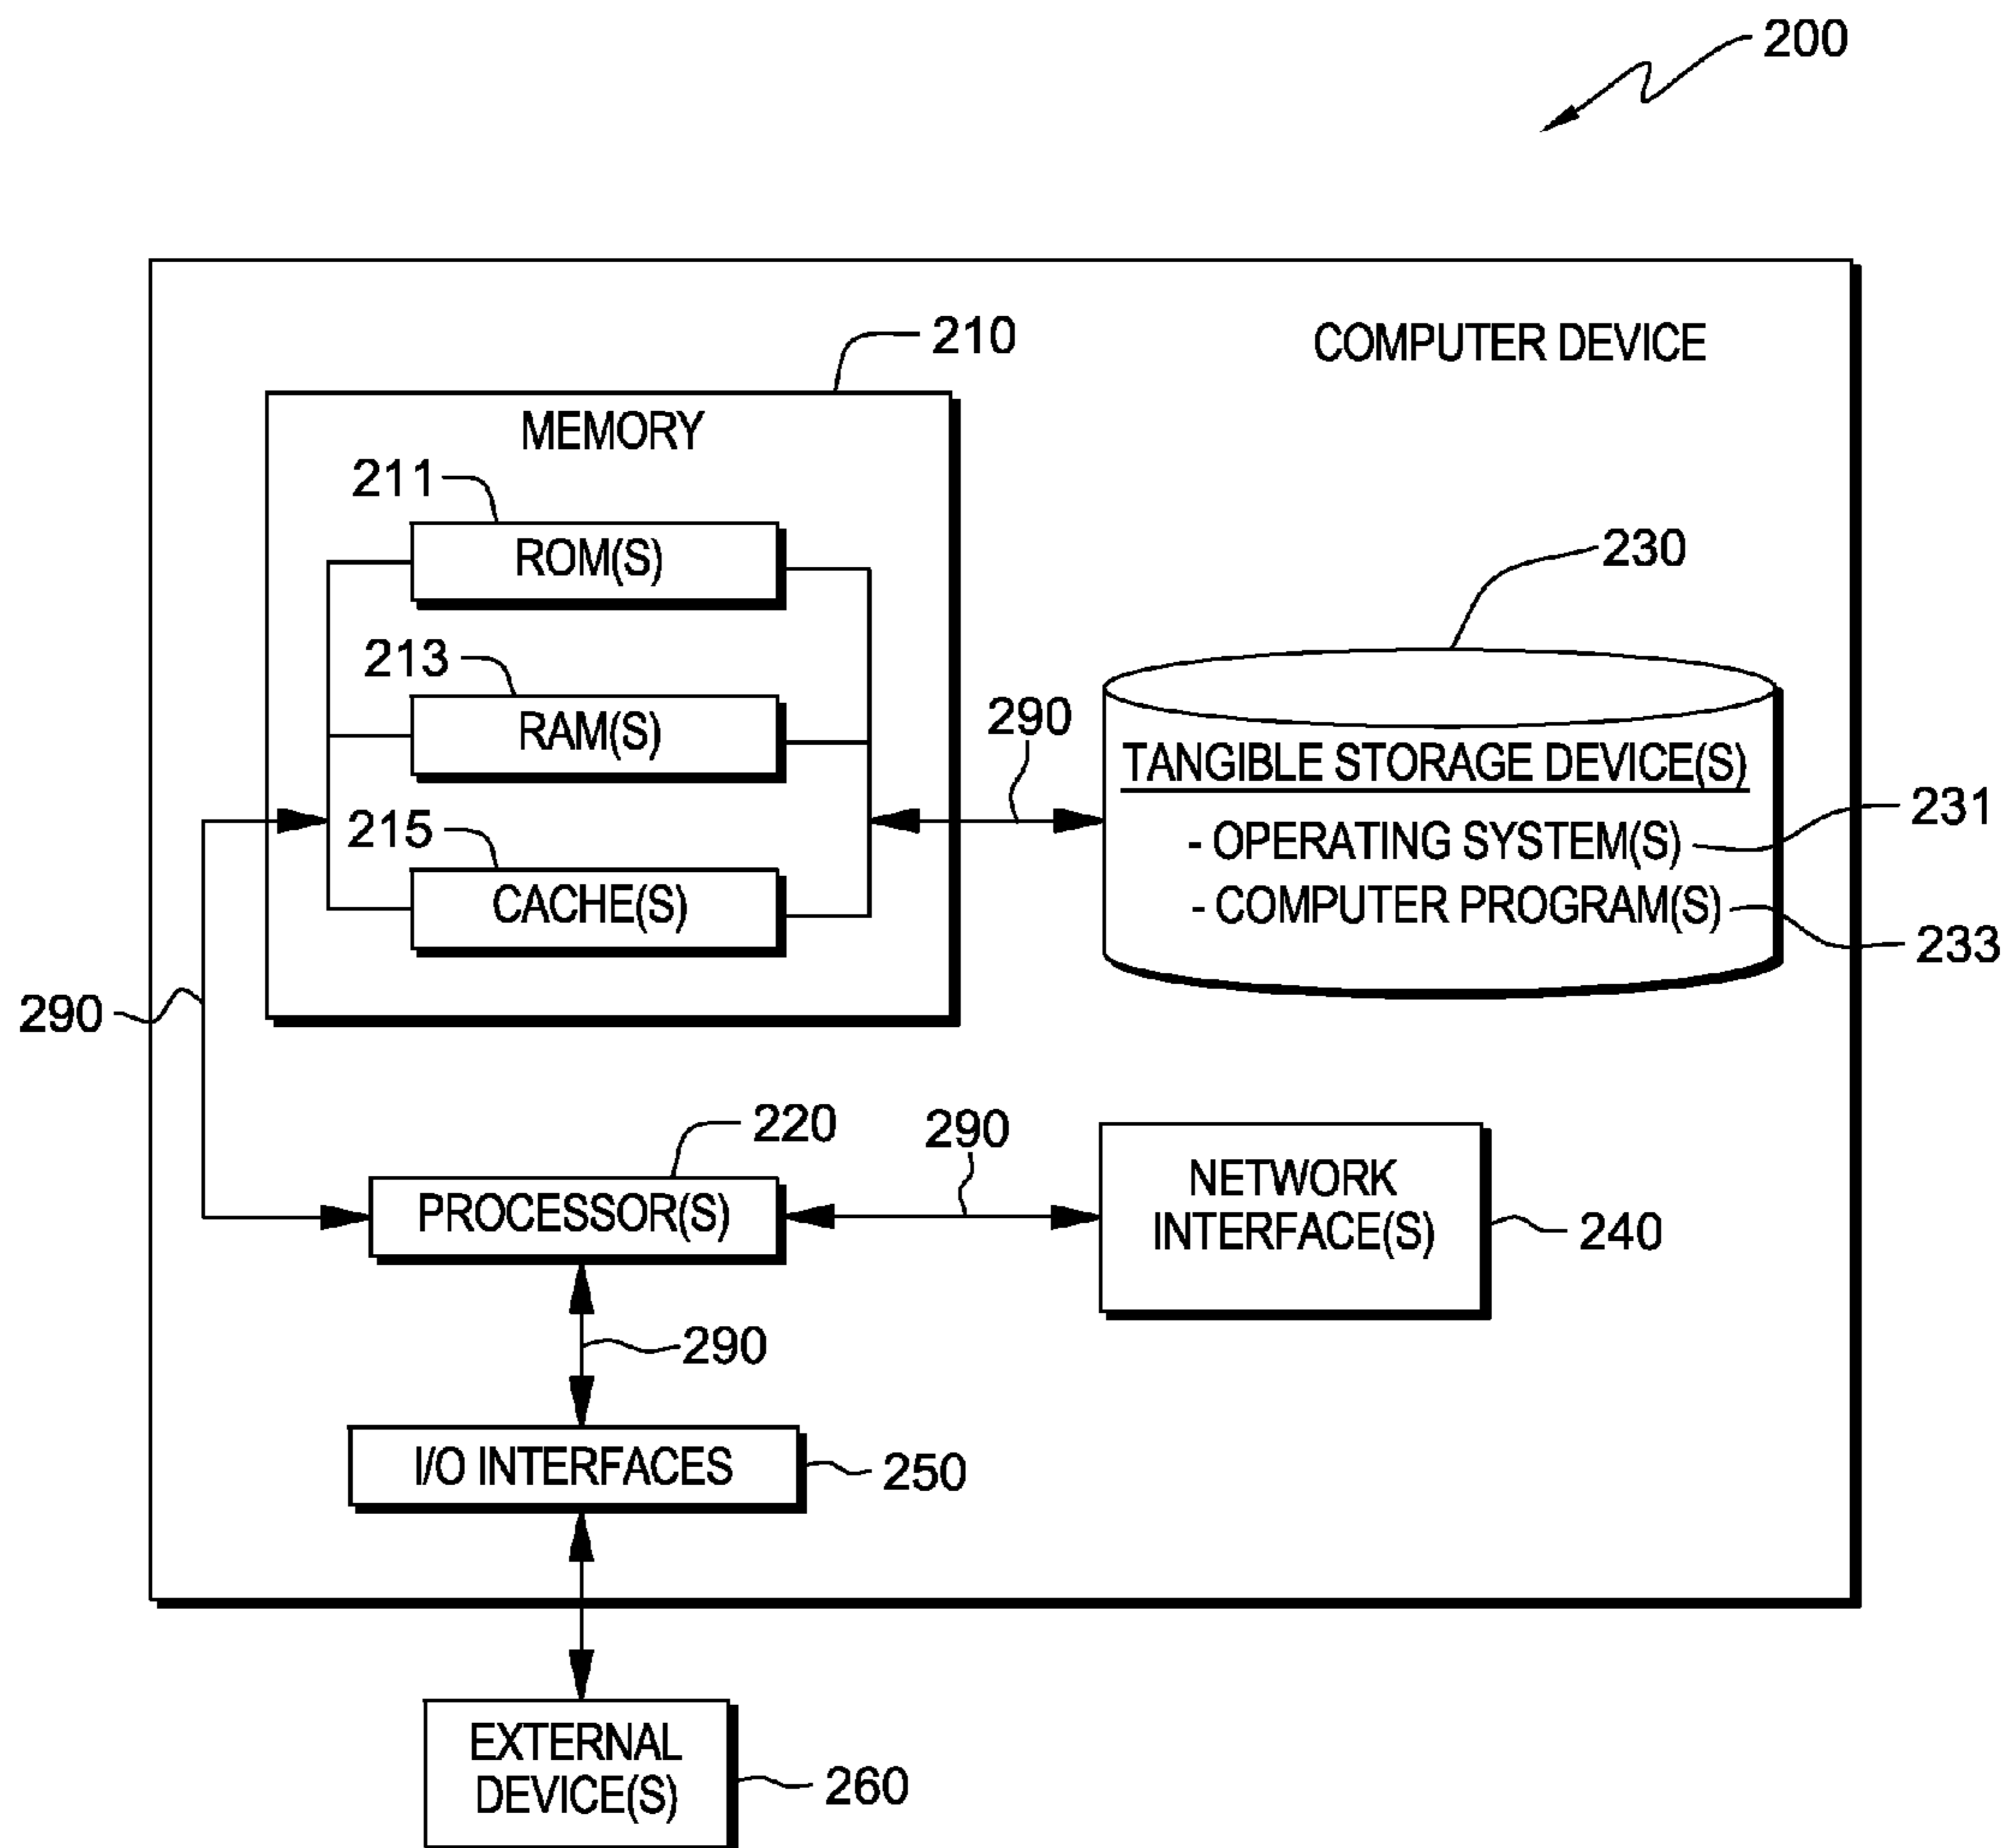 200
COMPUTER DEVICE
210
MEMORY
211
ROM(S)
213
RAM(S)
215
CACHE(S)
290
230
TANGIBLE STORAGE DEVICE(S)
- OPERATING SYSTEM(S)
231
- COMPUTER PROGRAM(S)
233
290
220
PROCESSOR(S)
290
NETWORK
INTERFACE(S)
240
290
I/O INTERFACES
250
EXTERNAL
DEVICE(S)
260